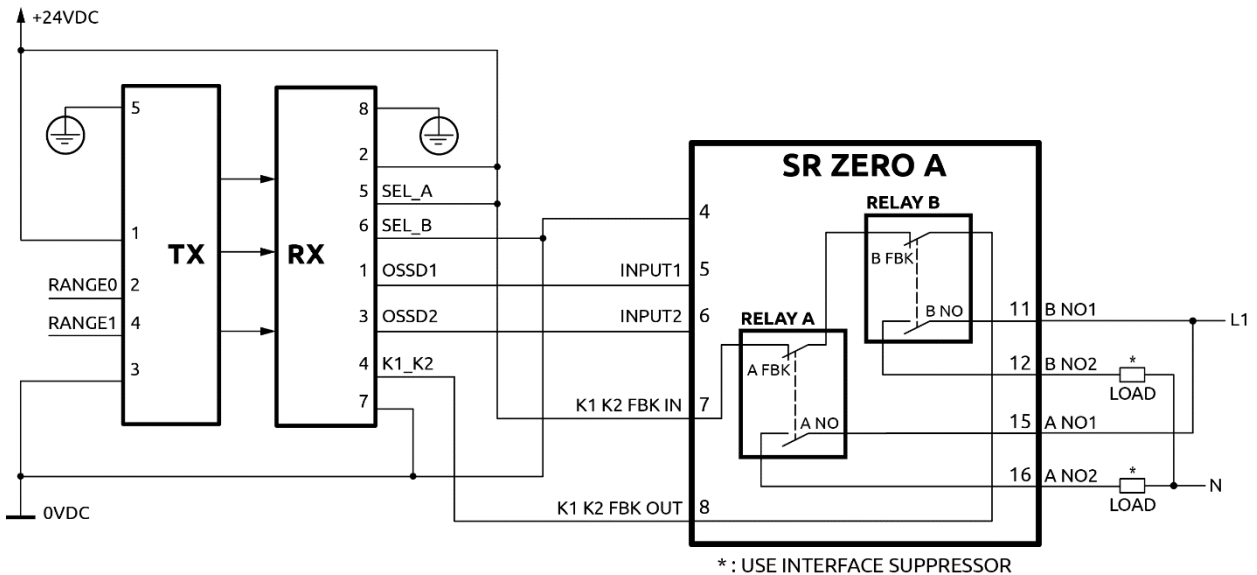 +24VDC
5
1
RANGE0 2
RANGE1 4
3
TX
RX
8
2
5 SEL_A
6 SEL_B
1 OSSD1
3 OSSD2
4 K1_K2
7
0VDC
SR ZERO A
4
INPUT1 5
INPUT2 6
K1 K2 FBK IN 7
K1 K2 FBK OUT 8
RELAY B
B FBK
B NO
RELAY A
A FBK
A NO
11 B NO1
12 B NO2
15 A NO1
16 A NO2
L1
*
LOAD
*
LOAD
N
* : USE INTERFACE SUPPRESSOR